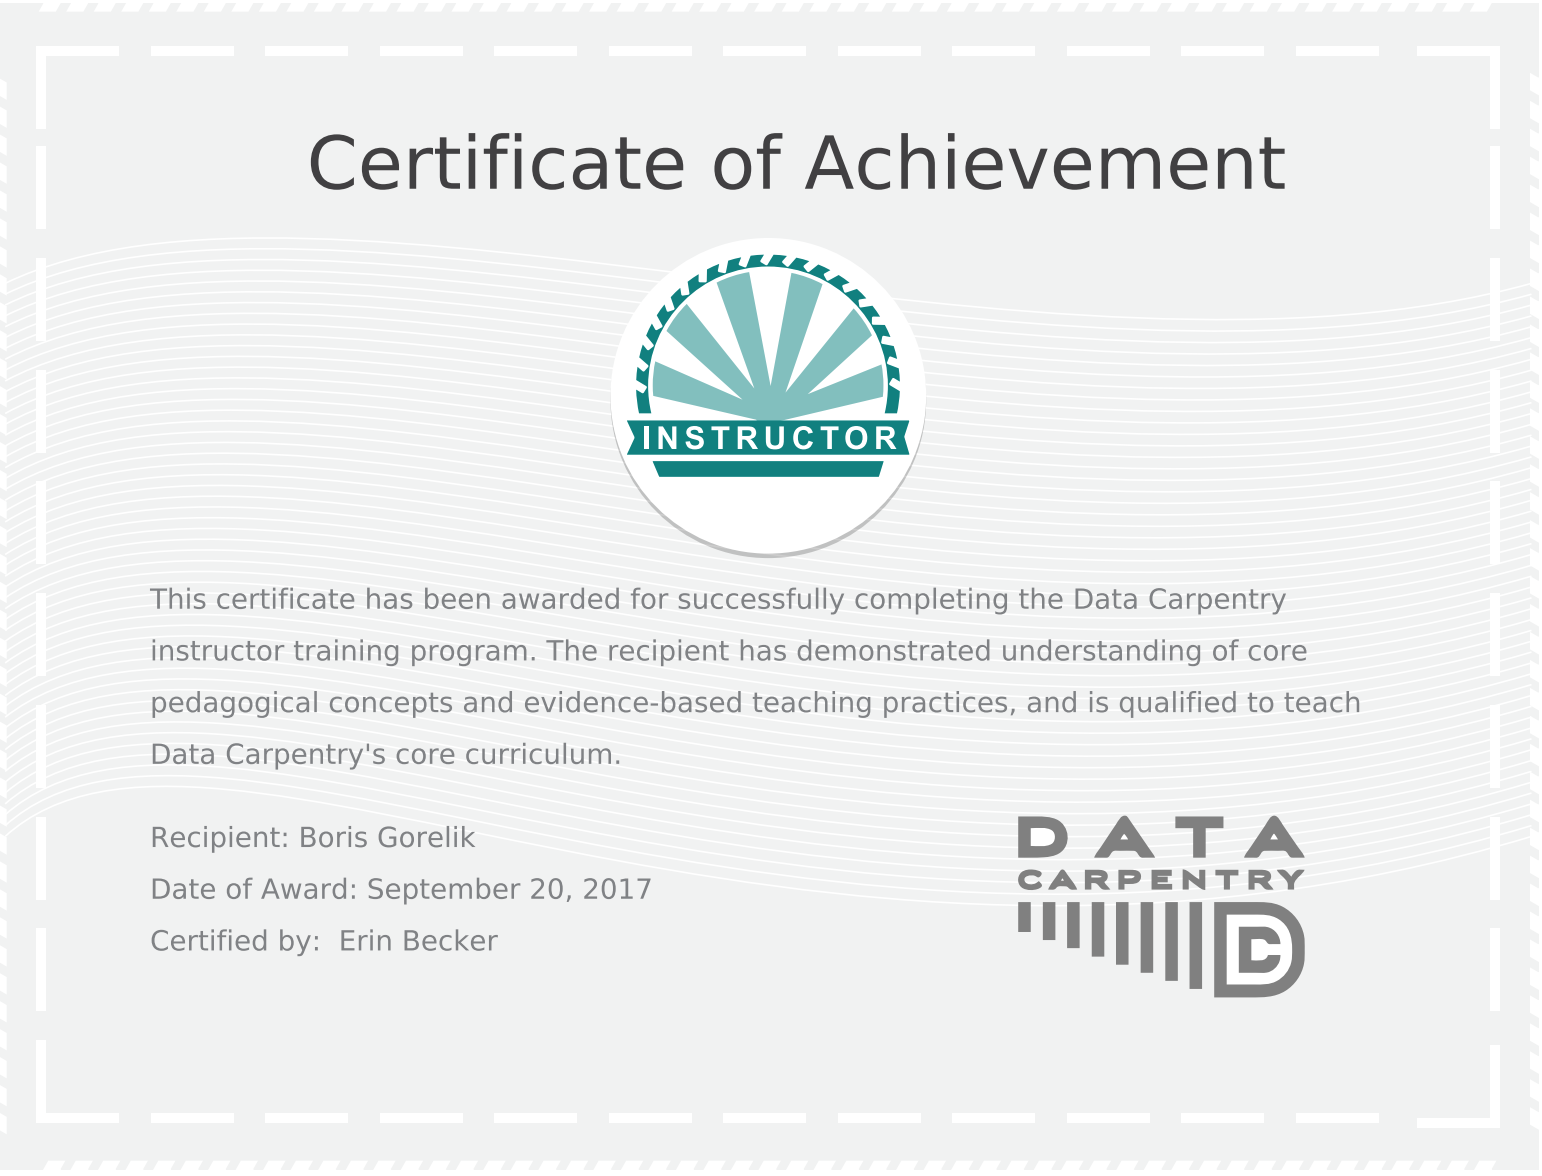 Certificate of Achievement
INSTRUCTOR
This certificate has been awarded for successfully completing the Data Carpentry
instructor training program. The recipient has demonstrated understanding of core
pedagogical concepts and evidence-based teaching practices, and is qualified to teach
Data Carpentry's core curriculum.
Recipient: Boris Gorelik
Date of Award: September 20, 2017
Certified by:  Erin Becker
DATA
CARPENTRY
DC